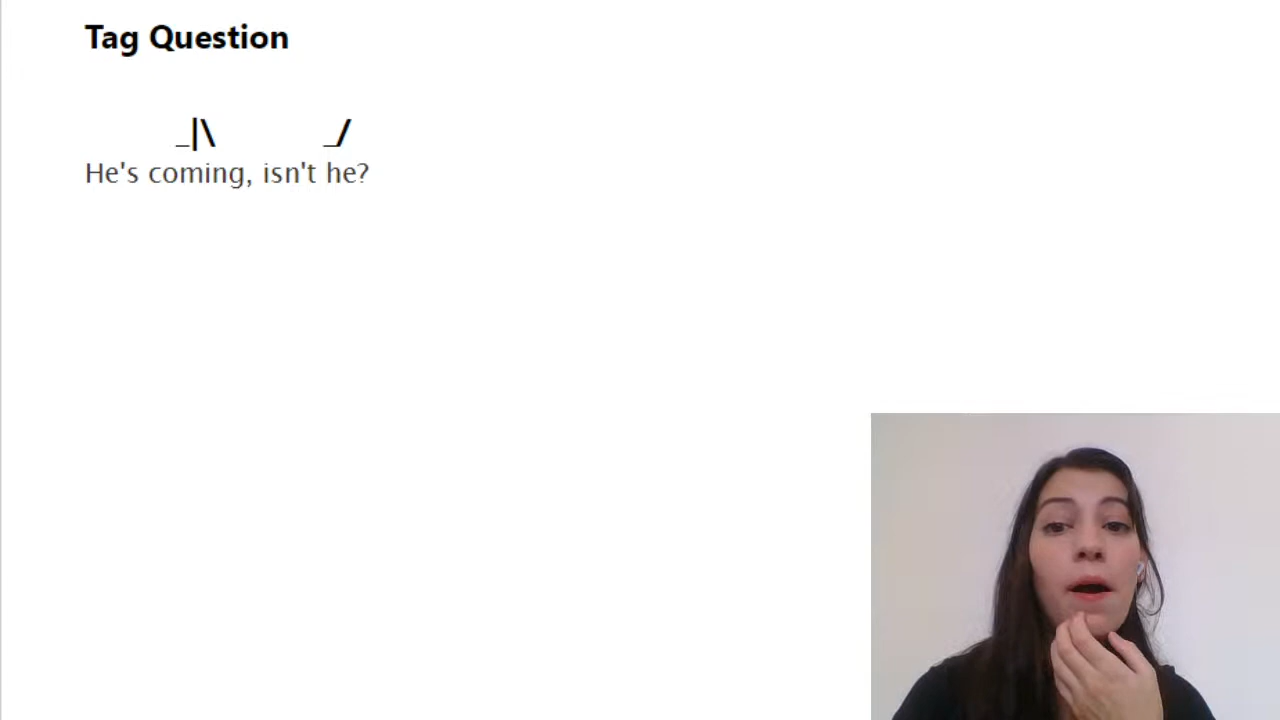 Tag Question
_|\ _/
He's coming, isn't he?